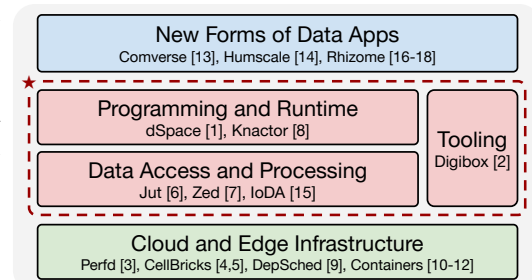 New Forms of Data Apps
Comverse [13], Humscale [14], Rhizome [16-18]
Programming and Runtime
dSpace [1], Knactor [8]
Data Access and Processing
Jut [6], Zed [7], IoDA [15]
Tooling
Digibox [2]
Cloud and Edge Infrastructure
Perfd [3], CellBricks [4,5], DepSched [9], Containers [10-12]